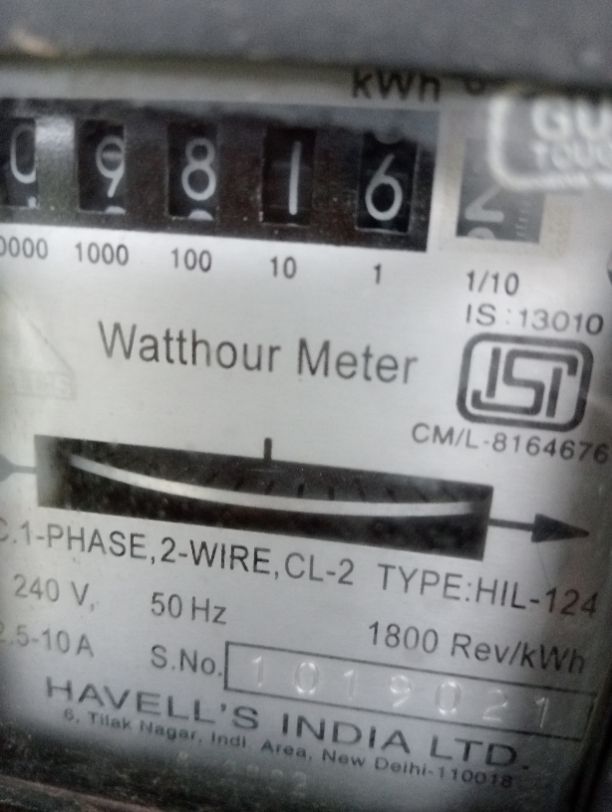 kWh
GU
0 9 8 1 6 2
0000 1000 100 10 1 1/10
IS : 13010
Watthour Meter
ISI
CM/L-8164676
C.1-PHASE,2-WIRE,CL-2 TYPE:HIL-124
240 V, 50 Hz 1800 Rev/kWh
2.5-10 A S.No. 1019021
HAVELL'S INDIA LTD.
6, Tilak Nagar, Indl. Area, New Delhi-110018